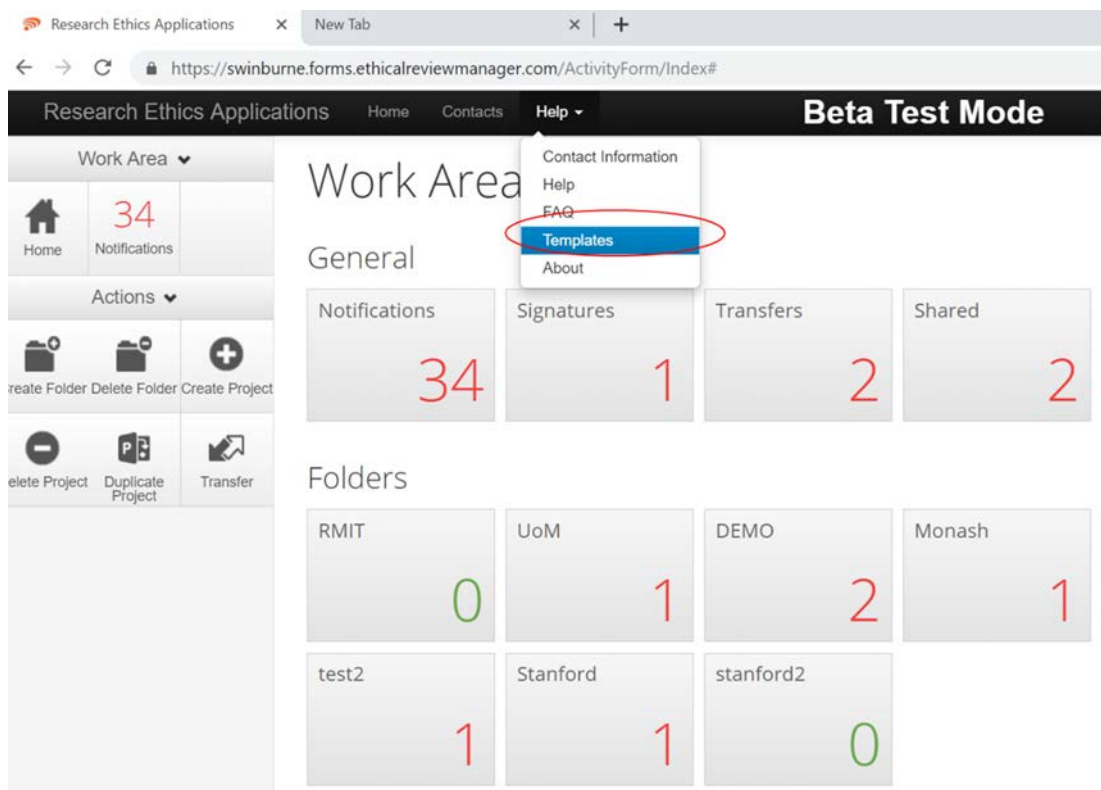 Research Ethics Applications
New Tab
https://swinburne.forms.ethicalreviewmanager.com/ActivityForm/Index#
Research Ethics Applications Home Contacts Help Beta Test Mode
Work Area
Home
34
Notifications
Actions
reate Folder Delete Folder Create Project
elete Project Duplicate Project Transfer
Contact Information
Help
FAQ
Templates
About
Work Area
General
Notifications
34
Signatures
1
Transfers
2
Shared
2
Folders
RMIT
0
UoM
1
DEMO
2
Monash
1
test2
1
Stanford
1
stanford2
0